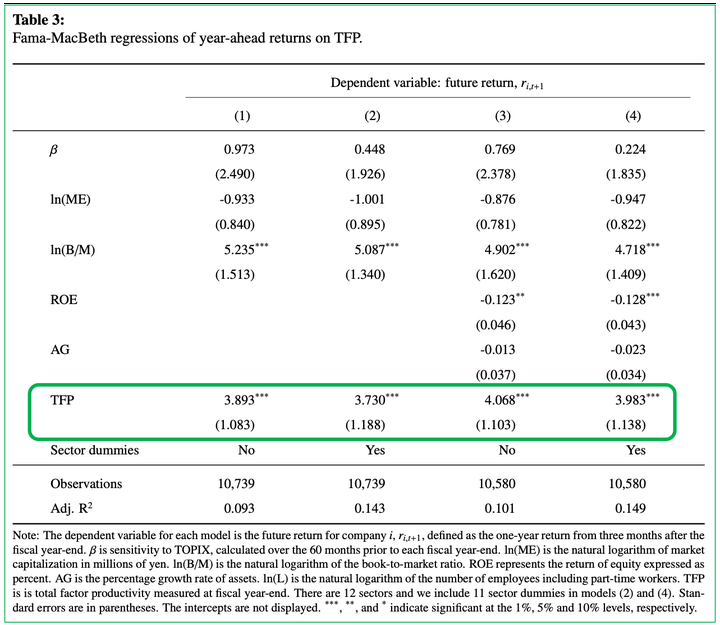 Table 3:
Fama-MacBeth regressions of year-ahead returns on TFP.
Dependent variable: future return, r_{i,t+1}
(1) (2) (3) (4)
β 0.973 0.448 0.769 0.224
(2.490) (1.926) (2.378) (1.835)
ln(ME) -0.933 -1.001 -0.876 -0.947
(0.840) (0.895) (0.781) (0.822)
ln(B/M) 5.235*** 5.087*** 4.902*** 4.718***
(1.513) (1.340) (1.620) (1.409)
ROE -0.123** -0.128***
(0.046) (0.043)
AG -0.013 -0.023
(0.037) (0.034)
TFP 3.893*** 3.730*** 4.068*** 3.983***
(1.083) (1.188) (1.103) (1.138)
Sector dummies No Yes No Yes
Observations 10,739 10,739 10,580 10,580
Adj. R² 0.093 0.143 0.101 0.149
Note: The dependent variable for each model is the future return for company i, r_{i,t+1}, defined as the one-year return from three months after the
fiscal year-end. β is sensitivity to TOPIX, calculated over the 60 months prior to each fiscal year-end. ln(ME) is the natural logarithm of market
capitalization in millions of yen. ln(B/M) is the natural logarithm of the book-to-market ratio. ROE represents the return of equity expressed as
percent. AG is the percentage growth rate of assets. ln(L) is the natural logarithm of the number of employees including part-time workers. TFP
is is total factor productivity measured at fiscal year-end. There are 12 sectors and we include 11 sector dummies in models (2) and (4). Stan-
dard errors are in parentheses. The intercepts are not displayed. ***, **, and * indicate significant at the 1%, 5% and 10% levels, respectively.